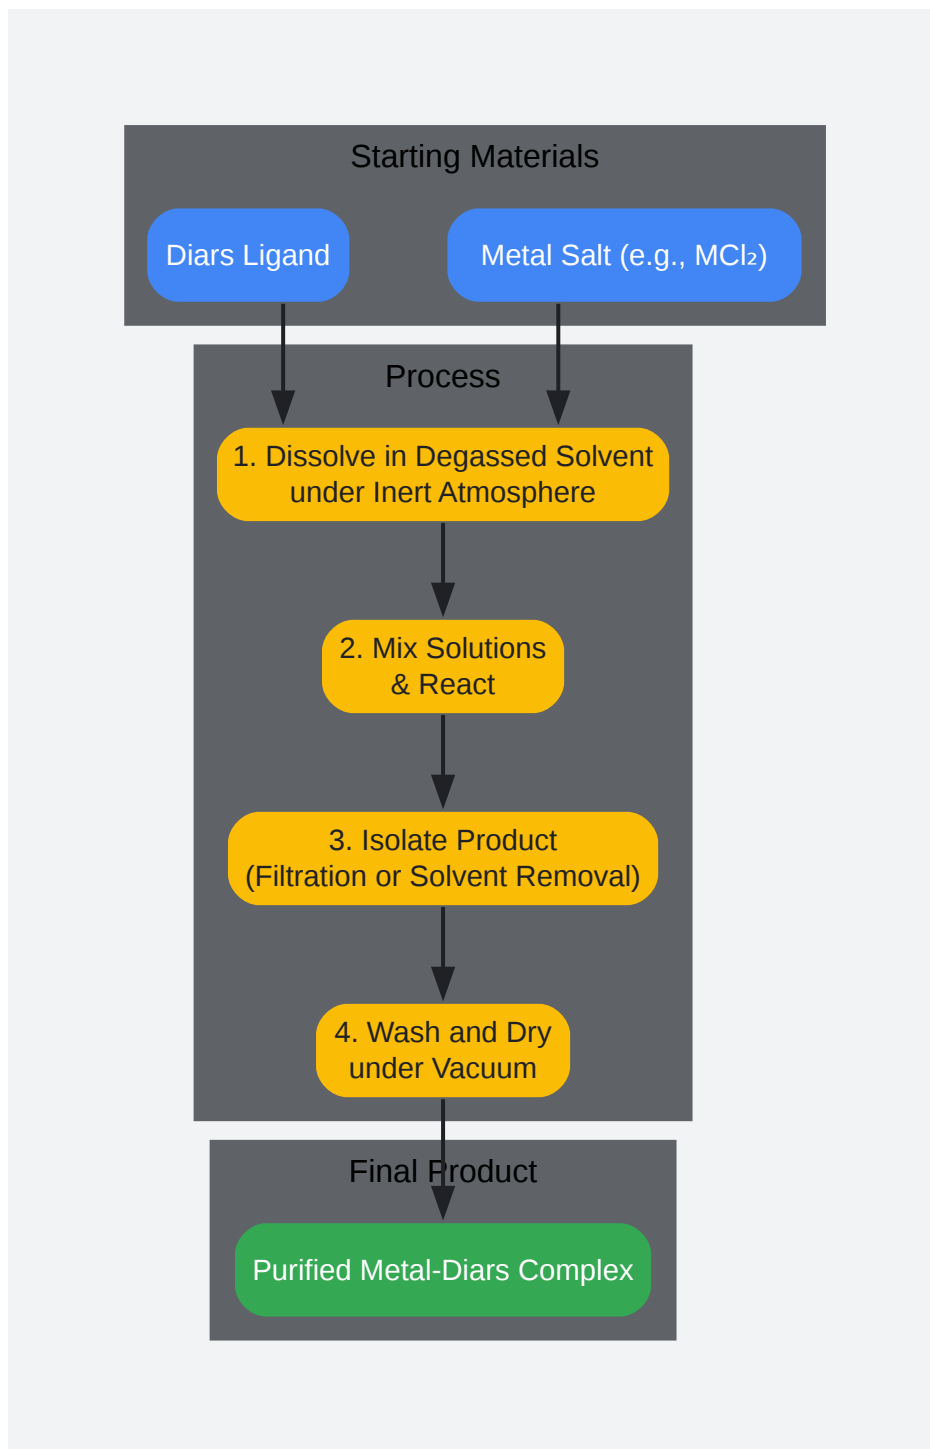 Starting Materials
Diars Ligand
Metal Salt (e.g., MCl₂)
Process
1. Dissolve in Degassed Solvent
under Inert Atmosphere
2. Mix Solutions
& React
3. Isolate Product
(Filtration or Solvent Removal)
4. Wash and Dry
under Vacuum
Final Product
Purified Metal-Diars Complex